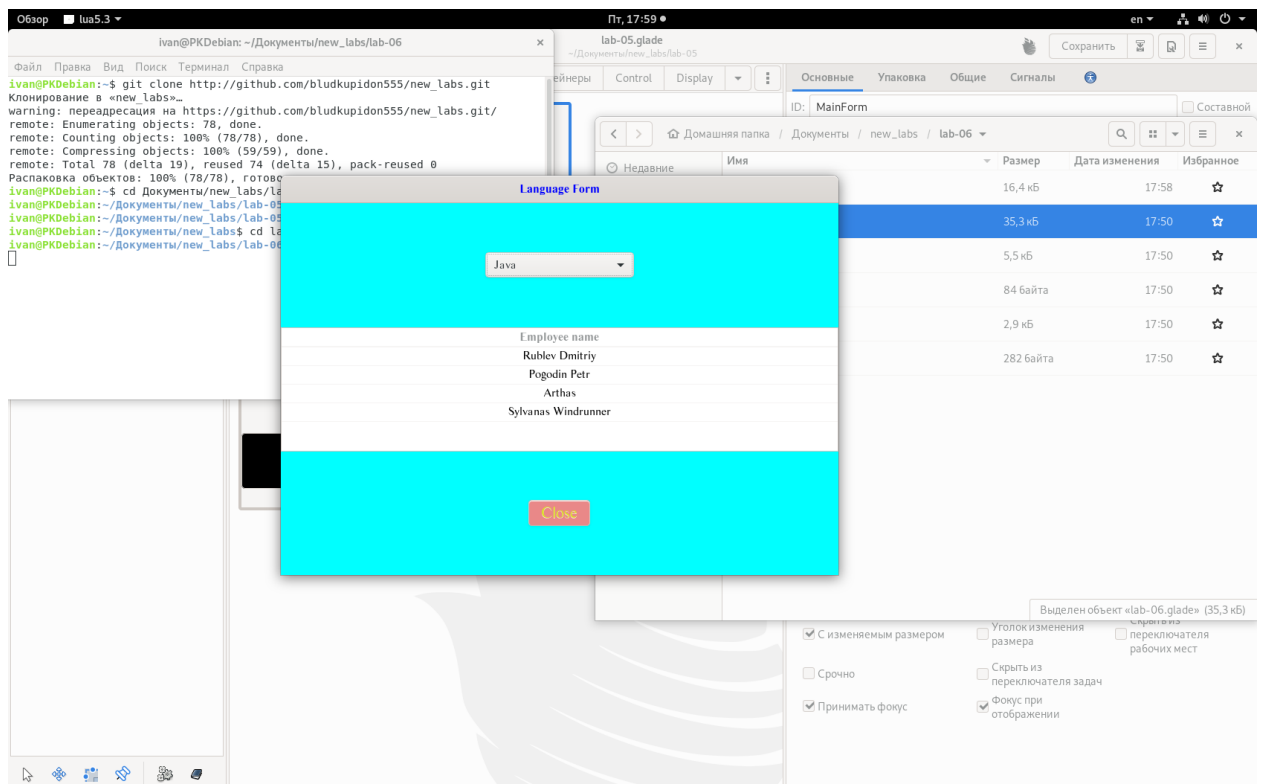 Обзор lua5.3 Пт, 17:59 en
ivan@PKDebian: ~/Документы/new_labs/lab-06
Файл Правка Вид Поиск Терминал Справка
ivan@PKDebian:~$ git clone http://github.com/bludkupidon555/new_labs.git
Клонирование в «new_labs»…
warning: переадресация на https://github.com/bludkupidon555/new_labs.git/
remote: Enumerating objects: 78, done.
remote: Counting objects: 100% (78/78), done.
remote: Compressing objects: 100% (59/59), done.
remote: Total 78 (delta 19), reused 74 (delta 15), pack-reused 0
Распаковка объектов: 100% (78/78), готово
ivan@PKDebian:~$ cd Документы/new_labs/la
ivan@PKDebian:~/Документы/new_labs/lab-05
ivan@PKDebian:~/Документы/new_labs/lab-05
ivan@PKDebian:~/Документы/new_labs$ cd la
ivan@PKDebian:~/Документы/new_labs/lab-06
lab-05.glade
~/Документы/new_labs/lab-05
Сохранить
ейнеры Control Display
Основные Упаковка Общие Сигналы
ID: MainForm Составной
Домашняя папка / Документы / new_labs / lab-06
Недавние
Имя Размер Дата изменения Избранное
16,4 кБ 17:58
35,3 кБ 17:50
5,5 кБ 17:50
84 байта 17:50
2,9 кБ 17:50
282 байта 17:50
Выделен объект «lab-06.glade» (35,3 кБ)
Language Form
Java
Employee name
Rublev Dmitriy
Pogodin Petr
Arthas
Sylvanas Windrunner
Close
С изменяемым размером
Уголок изменения
размера
Скрыть из
переключателя
рабочих мест
Срочно
Скрыть из
переключателя задач
Принимать фокус
Фокус при
отображении